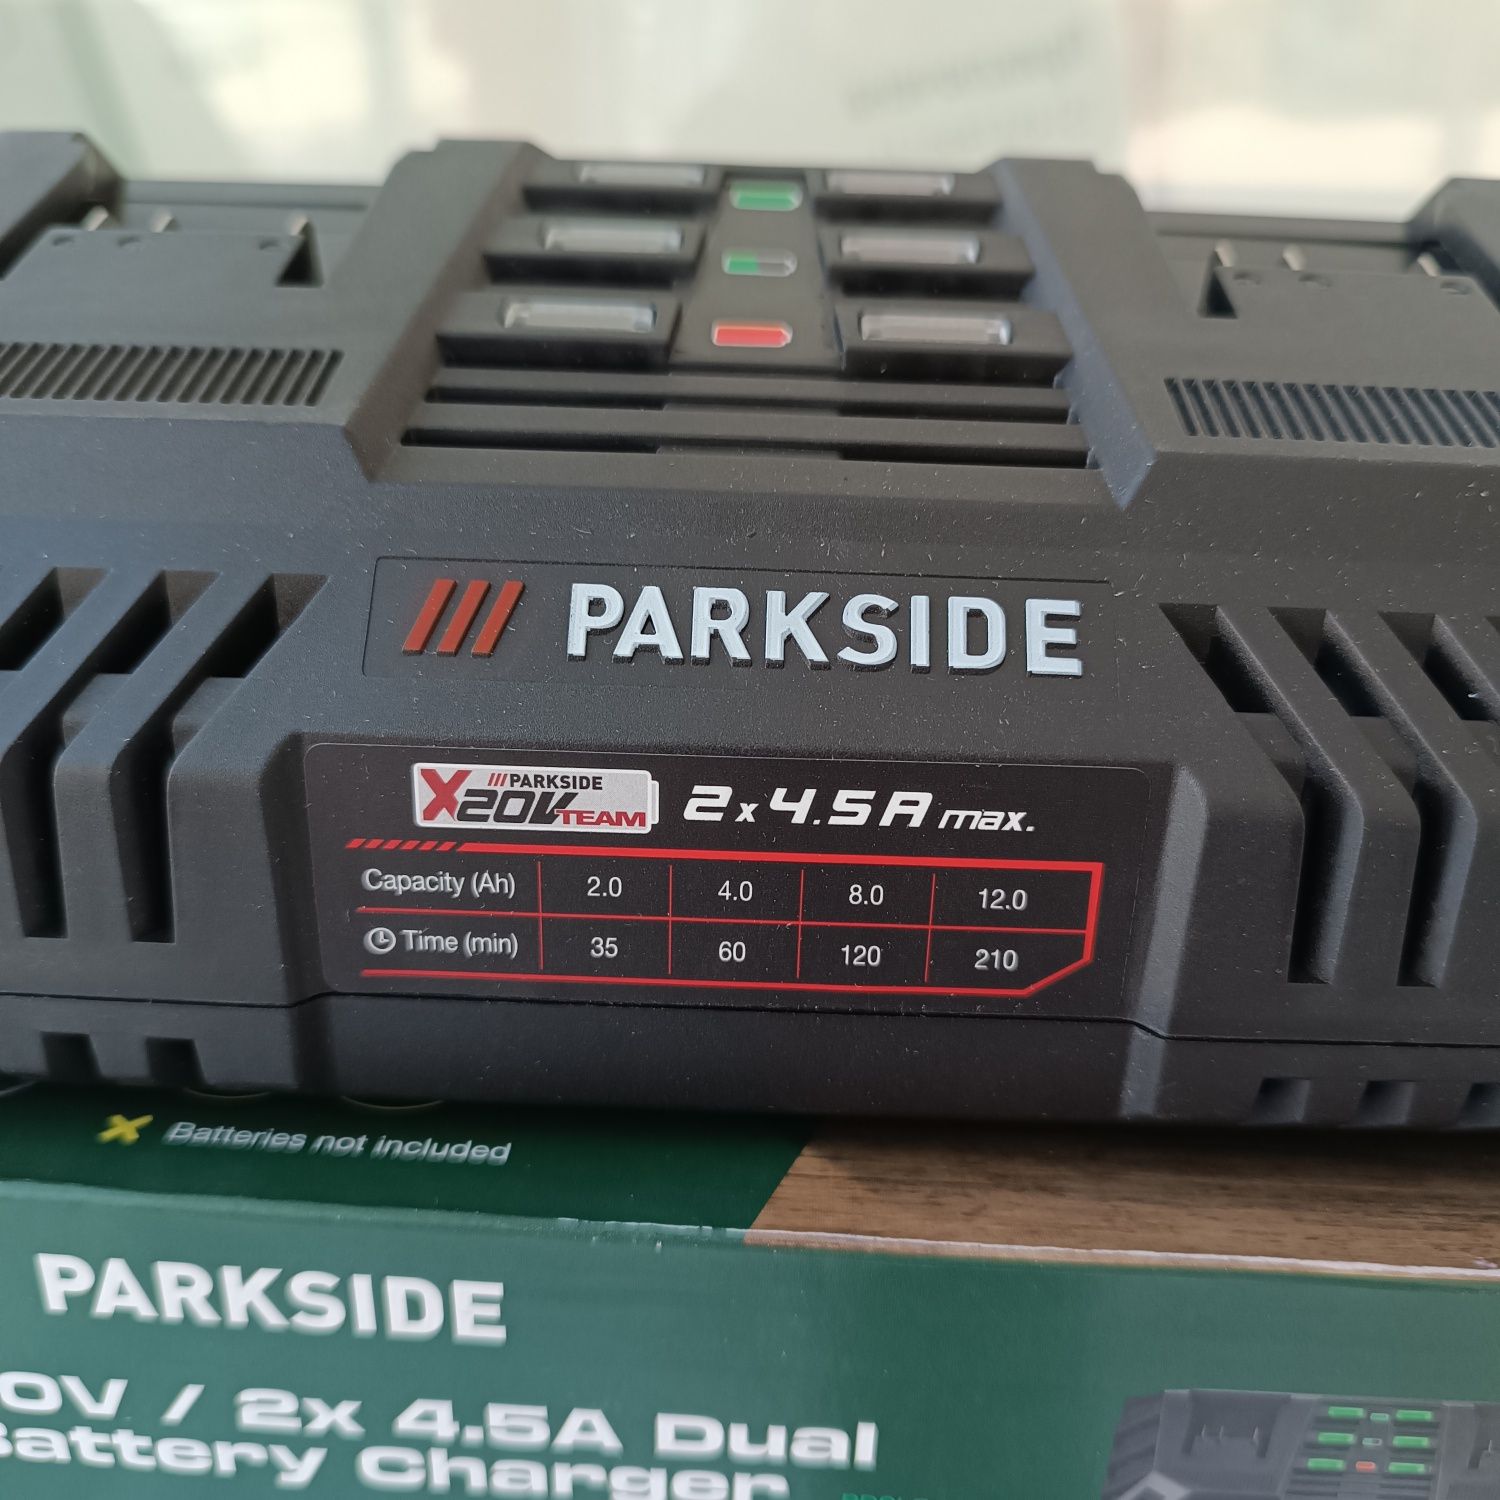 PARKSIDE
PARKSIDE
X20V TEAM
2x4.5A max.
Capacity (Ah) 2.0 4.0 8.0 12.0
Time (min) 35 60 120 210
Batteries not included
PARKSIDE
0V / 2x 4.5A Dual
Battery Charger